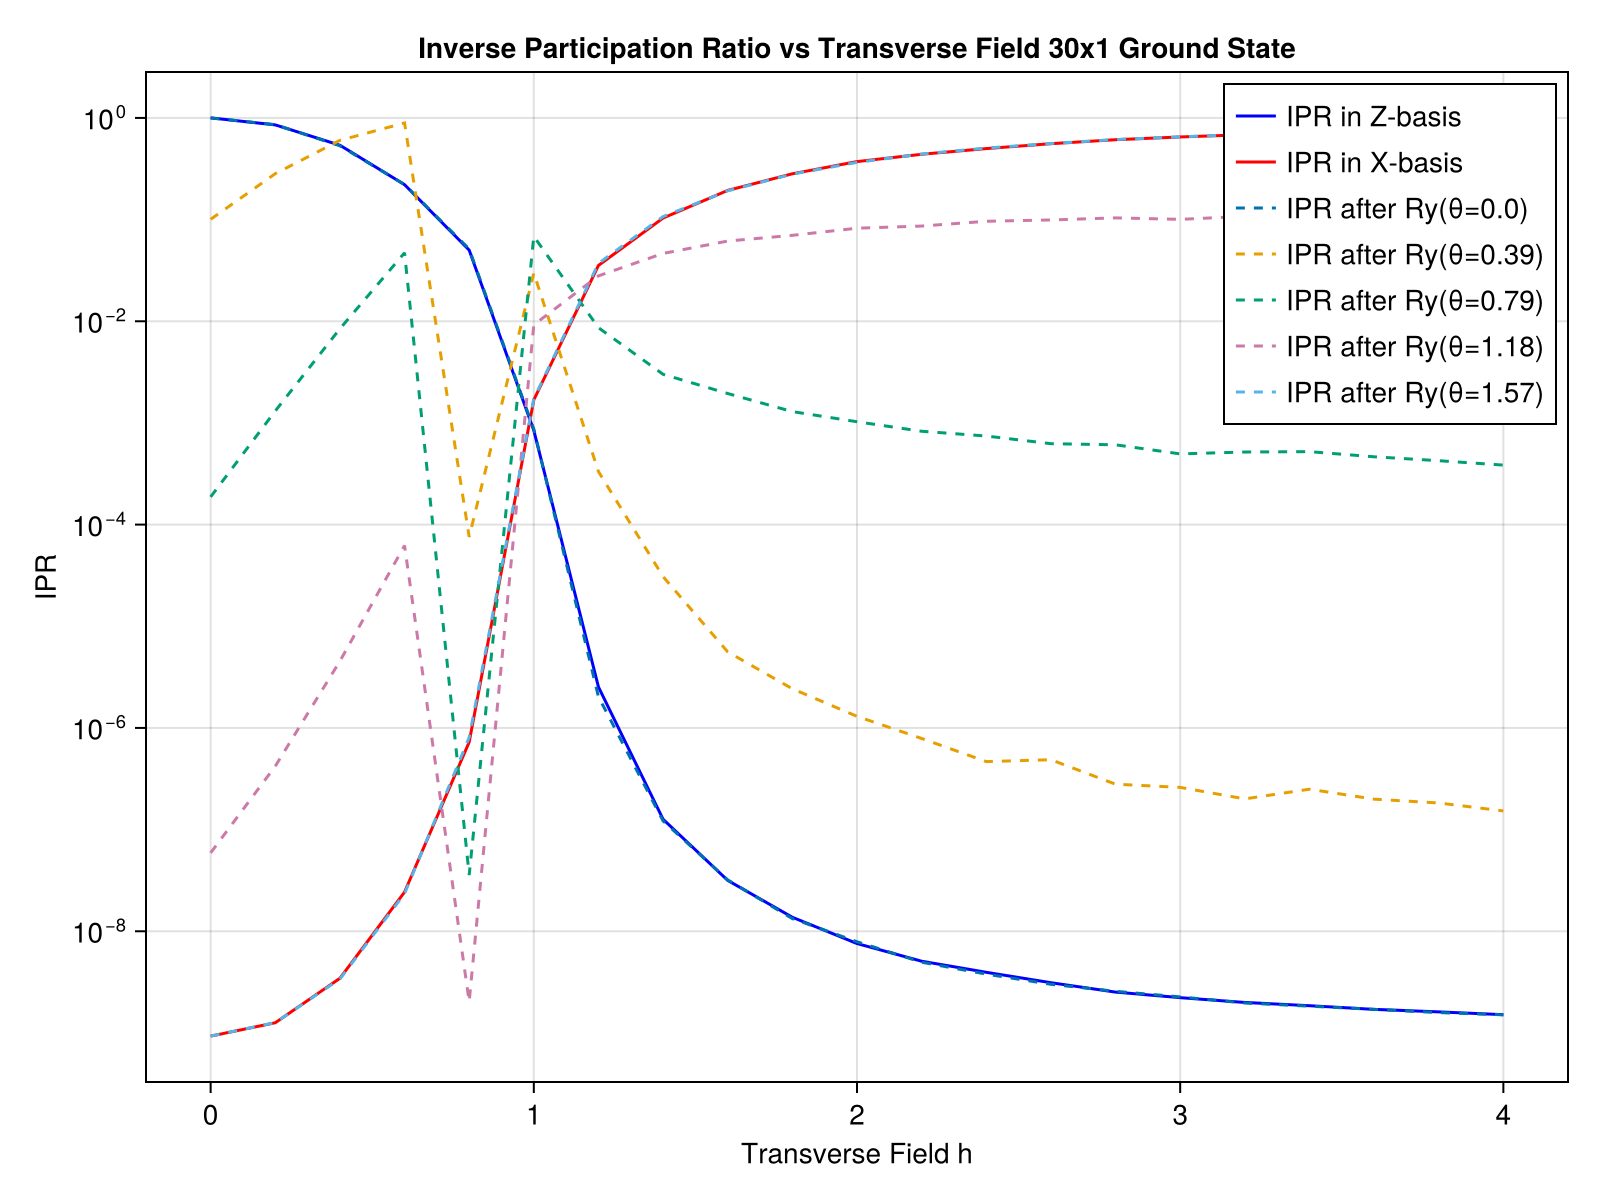 Inverse Participation Ratio vs Transverse Field 30x1 Ground State
IPR in Z-basis
IPR in X-basis
IPR after Ry(θ=0.0)
IPR after Ry(θ=0.39)
IPR after Ry(θ=0.79)
IPR after Ry(θ=1.18)
IPR after Ry(θ=1.57)
10⁰
10⁻²
10⁻⁴
10⁻⁶
10⁻⁸
IPR
0 1 2 3 4
Transverse Field h